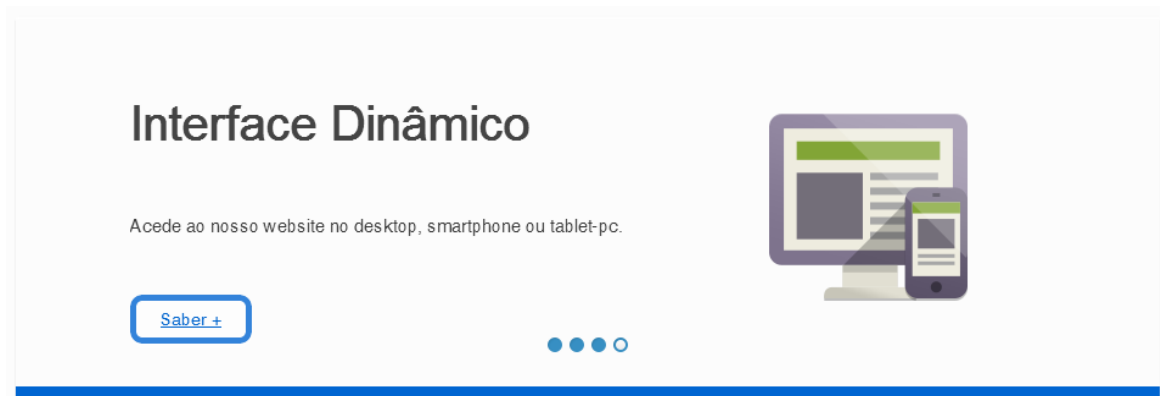 Interface Dinâmico
Acede ao nosso website no desktop, smartphone ou tablet-pc.
Saber +